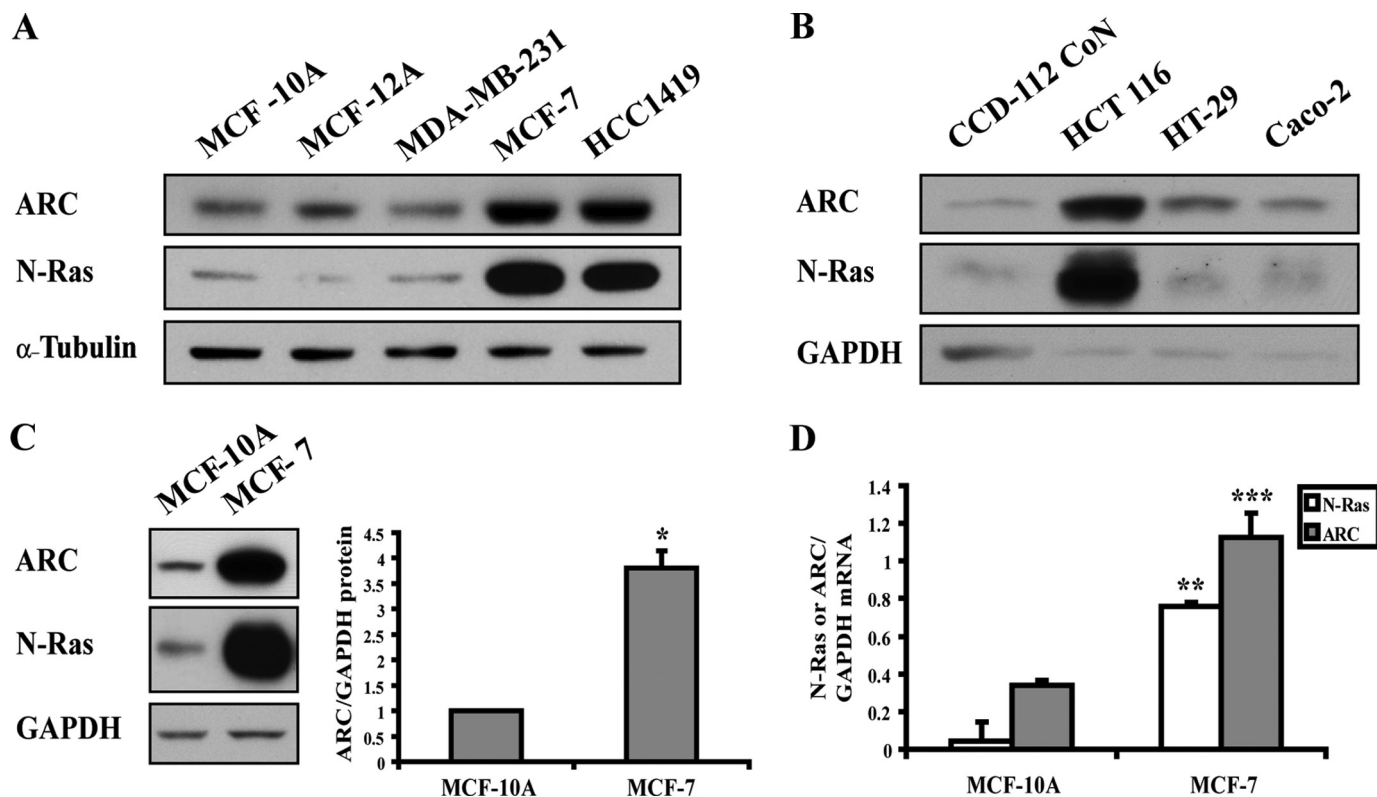 A
MCF -10A
MCF-12A
MDA-MB-231
MCF-7
HCC1419
ARC
N-Ras
α-Tubulin
B
CCD-112 CoN
HCT 116
HT-29
Caco-2
ARC
N-Ras
GAPDH
C
MCF-10A
MCF- 7
ARC
N-Ras
GAPDH
ARC/GAPDH protein
4.5
4
3.5
3
2.5
2
1.5
1
0.5
0
*
MCF-10A
MCF-7
D
N-Ras or ARC/
GAPDH mRNA
1.4
1.2
1
0.8
0.6
0.4
0.2
0
**
***
MCF-10A
MCF-7
N-Ras
ARC